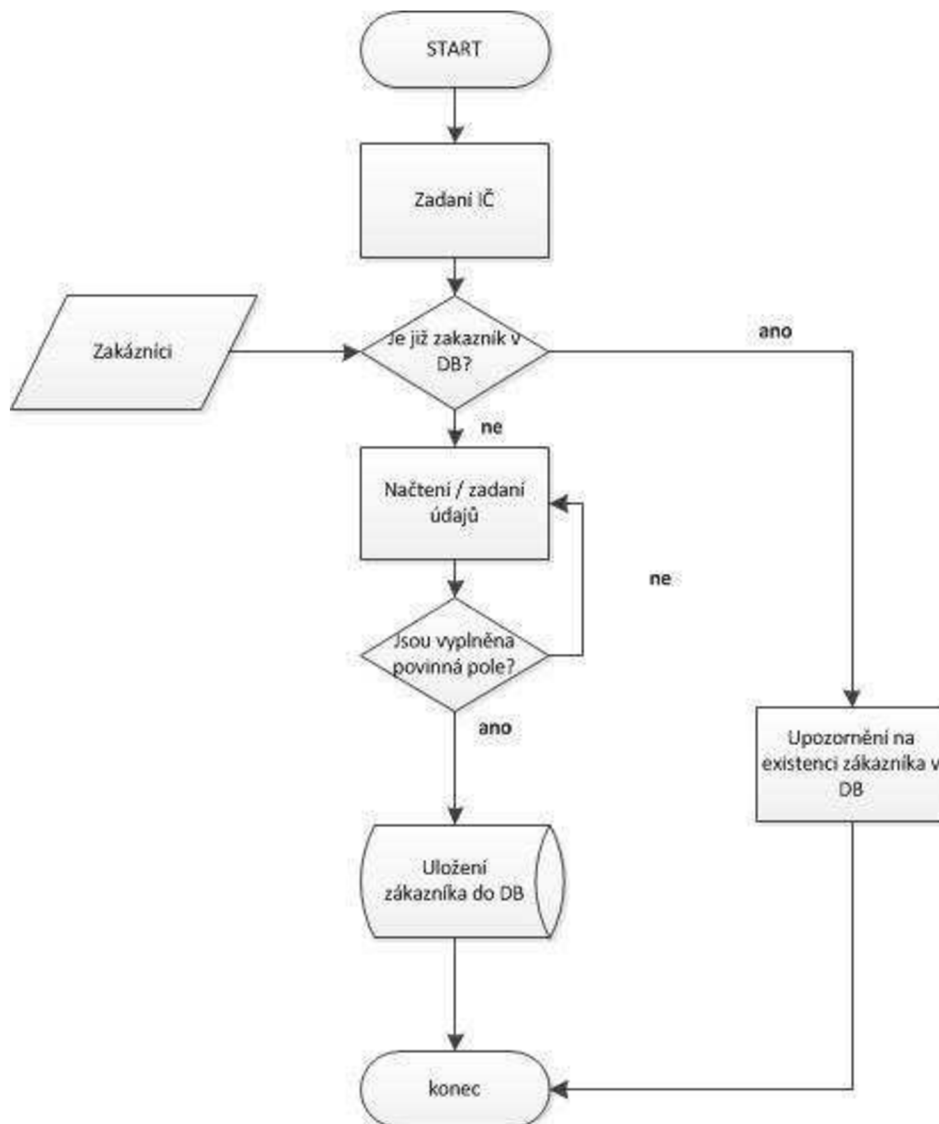 START
Zadaní IČ
Zakázníci
Je již zakazník v
DB?
ano
ne
Načtení / zadaní
údajů
ne
Jsou vyplněna
povinná pole?
ano
Upozornění na
existenci zákazníka v
DB
Uložení
zákazníka do DB
konec